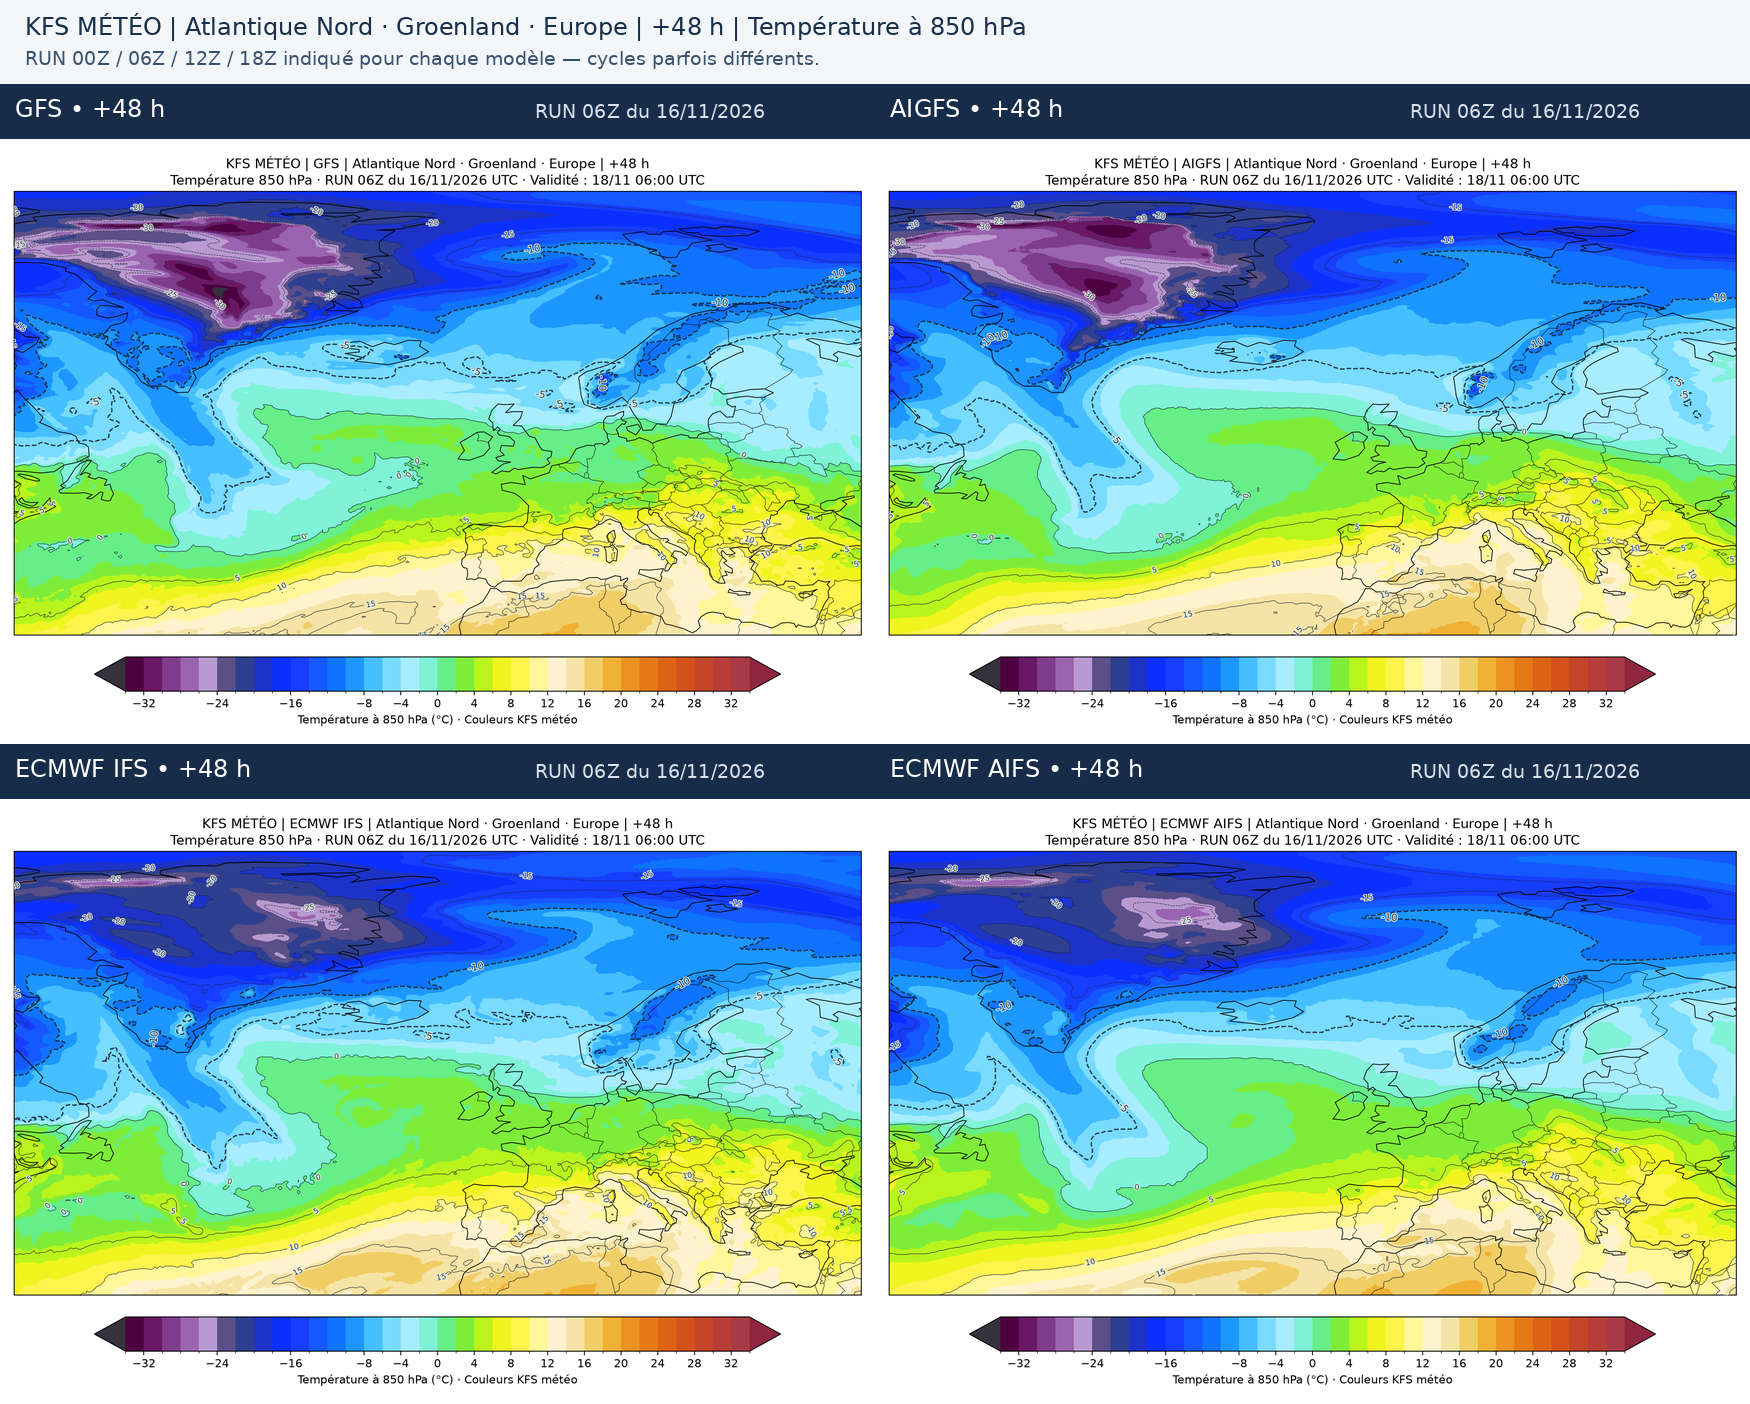 KFS MÉTÉO | Atlantique Nord · Groenland · Europe | +48 h | Température à 850 hPa
RUN 00Z / 06Z / 12Z / 18Z indiqué pour chaque modèle — cycles parfois différents.
GFS • +48 h
RUN 06Z du 16/11/2026
AIGFS • +48 h
RUN 06Z du 16/11/2026
KFS MÉTÉO | GFS | Atlantique Nord · Groenland · Europe | +48 h
Température 850 hPa · RUN 06Z du 16/11/2026 UTC · Validité : 18/11 06:00 UTC
KFS MÉTÉO | AIGFS | Atlantique Nord · Groenland · Europe | +48 h
Température 850 hPa · RUN 06Z du 16/11/2026 UTC · Validité : 18/11 06:00 UTC
−32 −24 −16 −8 −4 0 4 8 12 16 20 24 28 32
Température à 850 hPa (°C) · Couleurs KFS météo
−32 −24 −16 −8 −4 0 4 8 12 16 20 24 28 32
Température à 850 hPa (°C) · Couleurs KFS météo
ECMWF IFS • +48 h
RUN 06Z du 16/11/2026
ECMWF AIFS • +48 h
RUN 06Z du 16/11/2026
KFS MÉTÉO | ECMWF IFS | Atlantique Nord · Groenland · Europe | +48 h
Température 850 hPa · RUN 06Z du 16/11/2026 UTC · Validité : 18/11 06:00 UTC
KFS MÉTÉO | ECMWF AIFS | Atlantique Nord · Groenland · Europe | +48 h
Température 850 hPa · RUN 06Z du 16/11/2026 UTC · Validité : 18/11 06:00 UTC
−32 −24 −16 −8 −4 0 4 8 12 16 20 24 28 32
Température à 850 hPa (°C) · Couleurs KFS météo
−32 −24 −16 −8 −4 0 4 8 12 16 20 24 28 32
Température à 850 hPa (°C) · Couleurs KFS météo